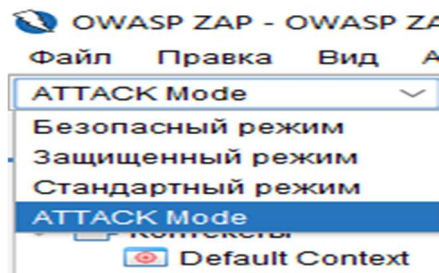 OWASP ZAP - OWASP ZA
Файл Правка Вид А
ATTACK Mode
Безопасный режим
Защищенный режим
Стандартный режим
ATTACK Mode
Контексты
Default Context